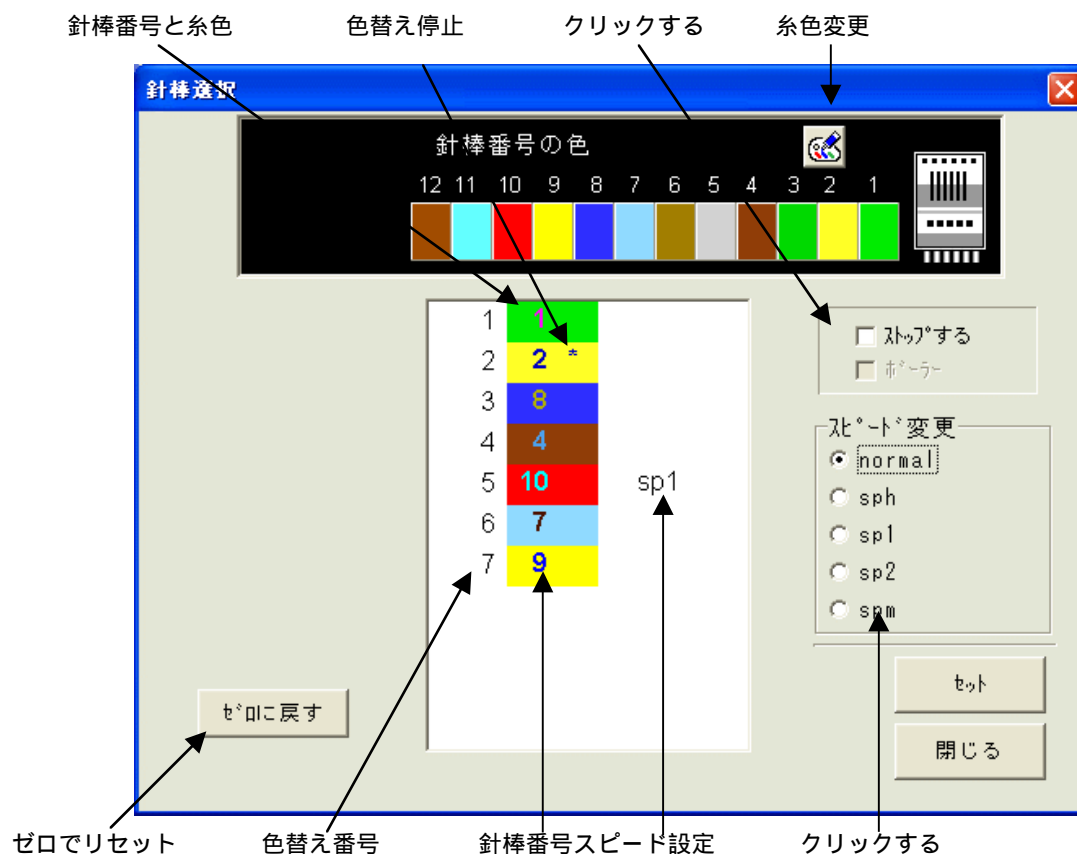 針棒番号と糸色 色替え停止 クリックする 糸色変更
針棒選択
針棒番号の色
12 11 10 9 8 7 6 5 4 3 2 1
1 1
2 2 *
3 8
4 4
5 10 sp1
6 7
7 9
ｽﾄｯﾌﾟする
ﾎﾞｰﾗｰ
ｽﾋﾟｰﾄﾞ変更
normal
sph
sp1
sp2
spm
ｾﾞﾛに戻す
ｾｯﾄ
閉じる
ゼロでリセット 色替え番号 針棒番号スピード設定 クリックする